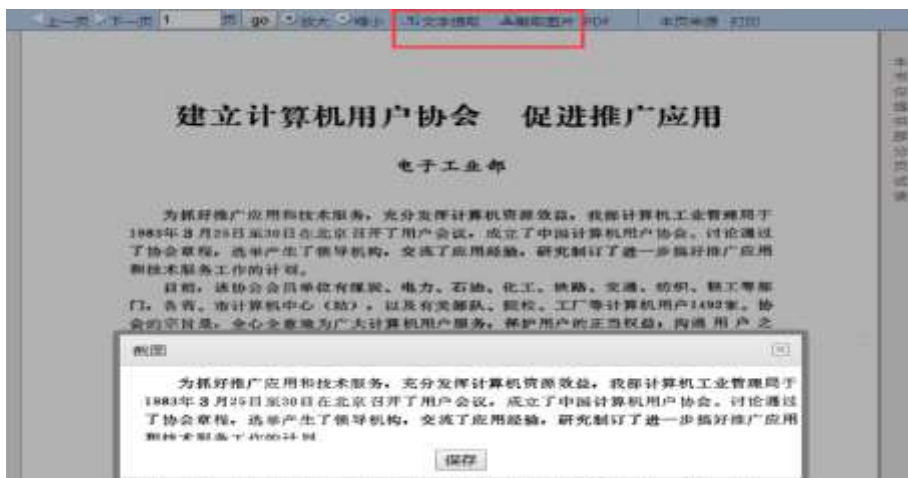 上一页 下一页 1 页 go 放大 缩小 文字摘取 截取图片 PDF 本页来源 打印
建立计算机用户协会 促进推广应用
电子工业部
为抓好推广应用和技术服务，充分发挥计算机资源效益，我部计算机工业管理局于
1983年3月25日至30日在北京召开了用户会议，成立了中国计算机用户协会。讨论通过
了协会章程，选举产生了领导机构，交流了应用经验，研究制订了进一步搞好推广应用
和技术服务工作的计划。
目前，该协会会员单位有煤炭、电力、石油、化工、铁路、交通、纺织、轻工等部
门，各省、市计算机中心（站），以及有关部队、院校、工厂等计算机用户1492家。协
会的宗旨是，全心全意地为广大计算机用户服务，保护用户的正当权益，沟通用户之
截图
为抓好推广应用和技术服务，充分发挥计算机资源效益，我部计算机工业管理局于
1983年3月25日至30日在北京召开了用户会议，成立了中国计算机用户协会。讨论通过
了协会章程，选举产生了领导机构，交流了应用经验，研究制订了进一步搞好推广应用
和技术服务工作的计划
保存